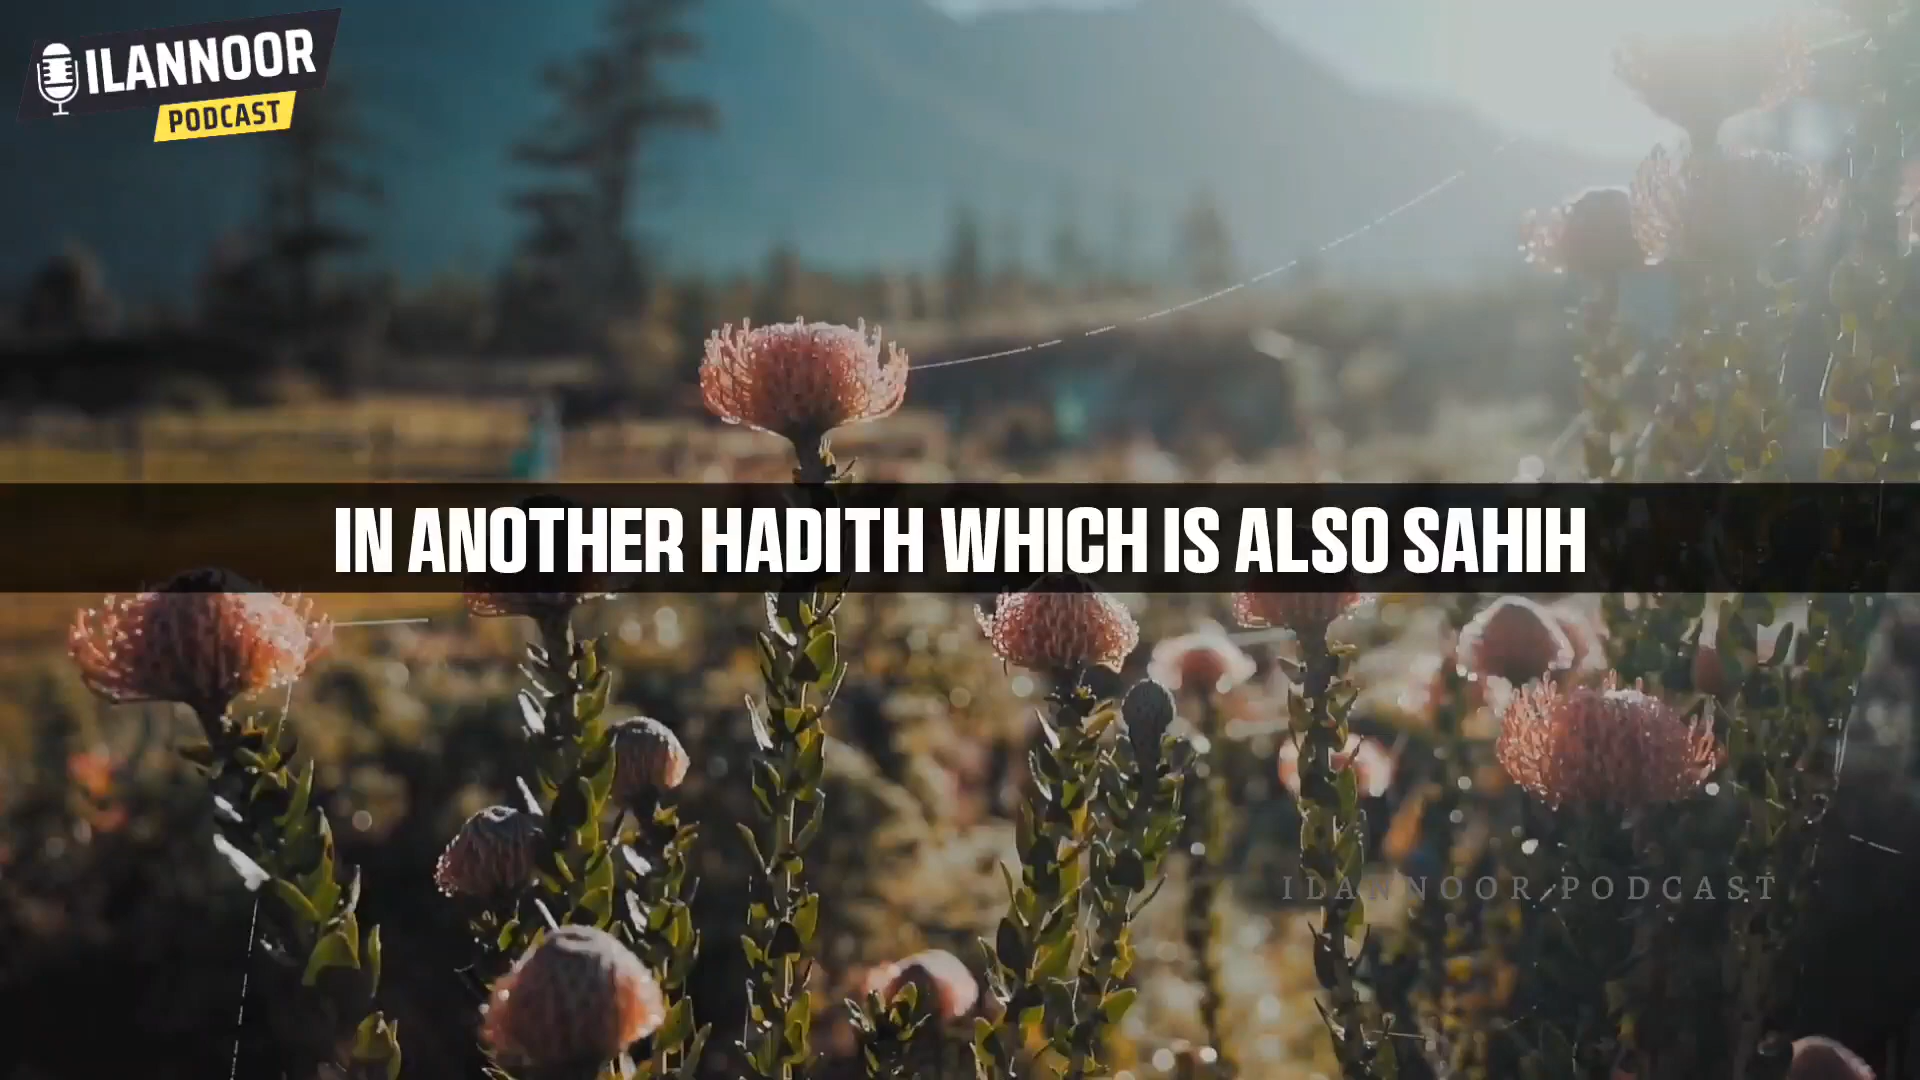 ILANNOOR
PODCAST
IN ANOTHER HADITH WHICH IS ALSO SAHIH
ILANNOOR PODCAST